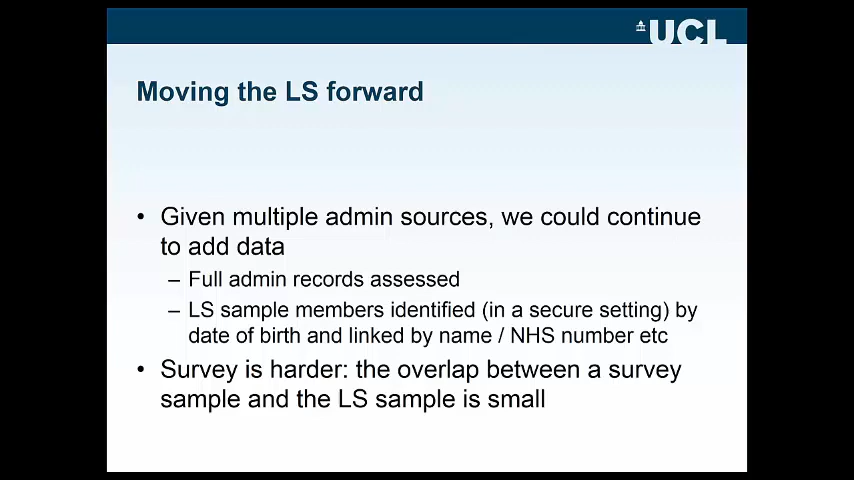 UCL
Moving the LS forward
• Given multiple admin sources, we could continue
to add data
– Full admin records assessed
– LS sample members identified (in a secure setting) by
date of birth and linked by name / NHS number etc
• Survey is harder: the overlap between a survey
sample and the LS sample is small